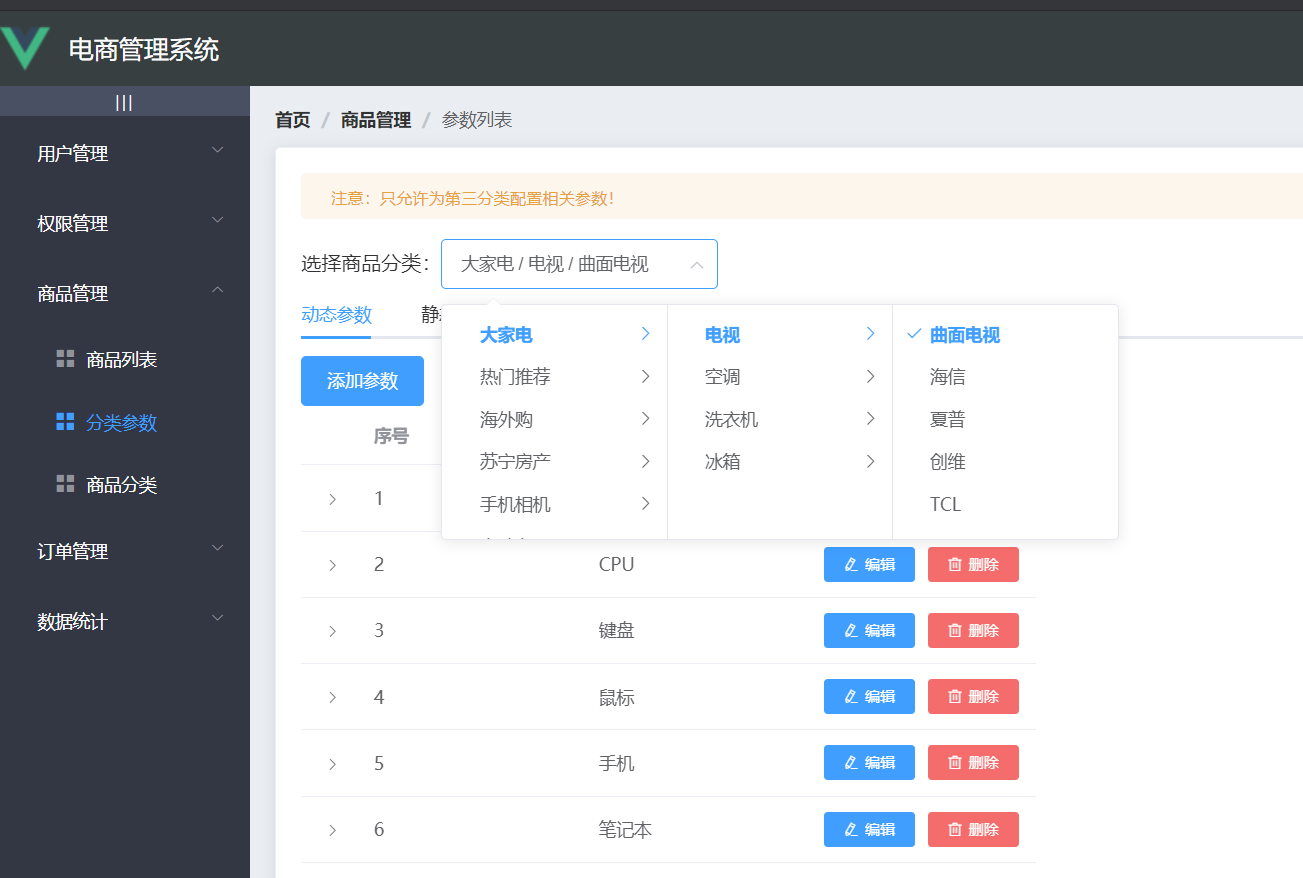 电商管理系统
|||
用户管理
权限管理
商品管理
商品列表
分类参数
商品分类
订单管理
数据统计
首页 / 商品管理 / 参数列表
注意：只允许为第三分类配置相关参数！
选择商品分类： 大家电 / 电视 / 曲面电视
动态参数 静
大家电 电视 曲面电视
热门推荐 空调 海信
海外购 洗衣机 夏普
苏宁房产 冰箱 创维
手机相机 TCL
添加参数
序号
1
2 CPU 编辑 删除
3 键盘 编辑 删除
4 鼠标 编辑 删除
5 手机 编辑 删除
6 笔记本 编辑 删除